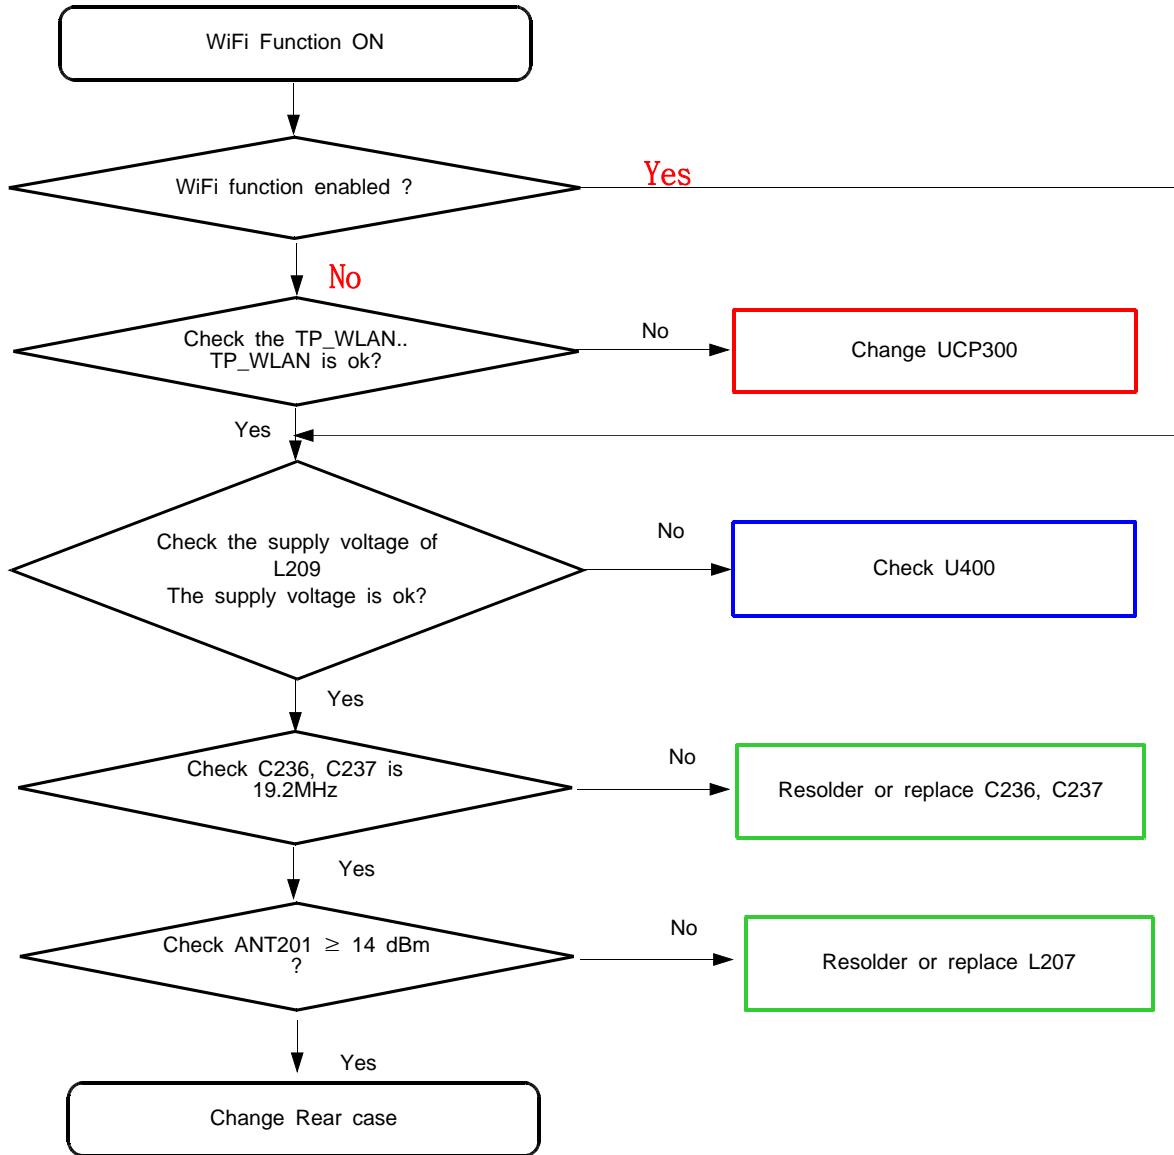 WiFi Function ON
WiFi function enabled ?
Yes
No
Check the TP_WLAN..
TP_WLAN is ok?
No
Change UCP300
Yes
Check the supply voltage of
L209
The supply voltage is ok?
No
Check U400
Yes
Check C236, C237 is
19.2MHz
No
Resolder or replace C236, C237
Yes
Check ANT201 ≥ 14 dBm
?
No
Resolder or replace L207
Yes
Change Rear case